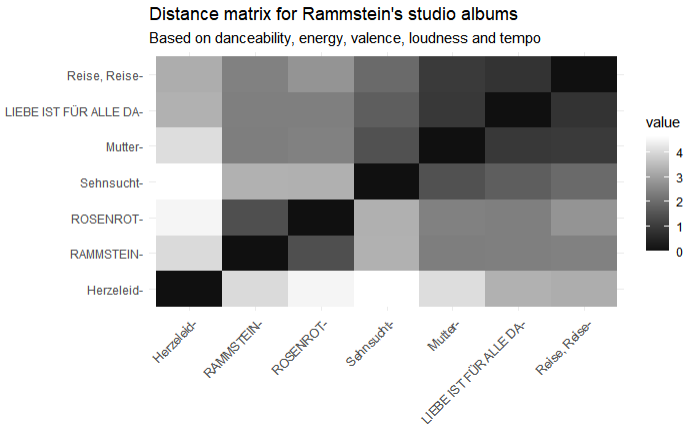 Distance matrix for Rammstein's studio albums
Based on danceability, energy, valence, loudness and tempo
Reise, Reise-
LIEBE IST FÜR ALLE DA-
Mutter-
Sehnsucht-
ROSENROT-
RAMMSTEIN-
Herzeleid-
Herzeleid-
RAMMSTEIN-
ROSENROT-
Sehnsucht-
Mutter-
LIEBE IST FÜR ALLE DA-
Reise, Reise-
value
4
3
2
1
0